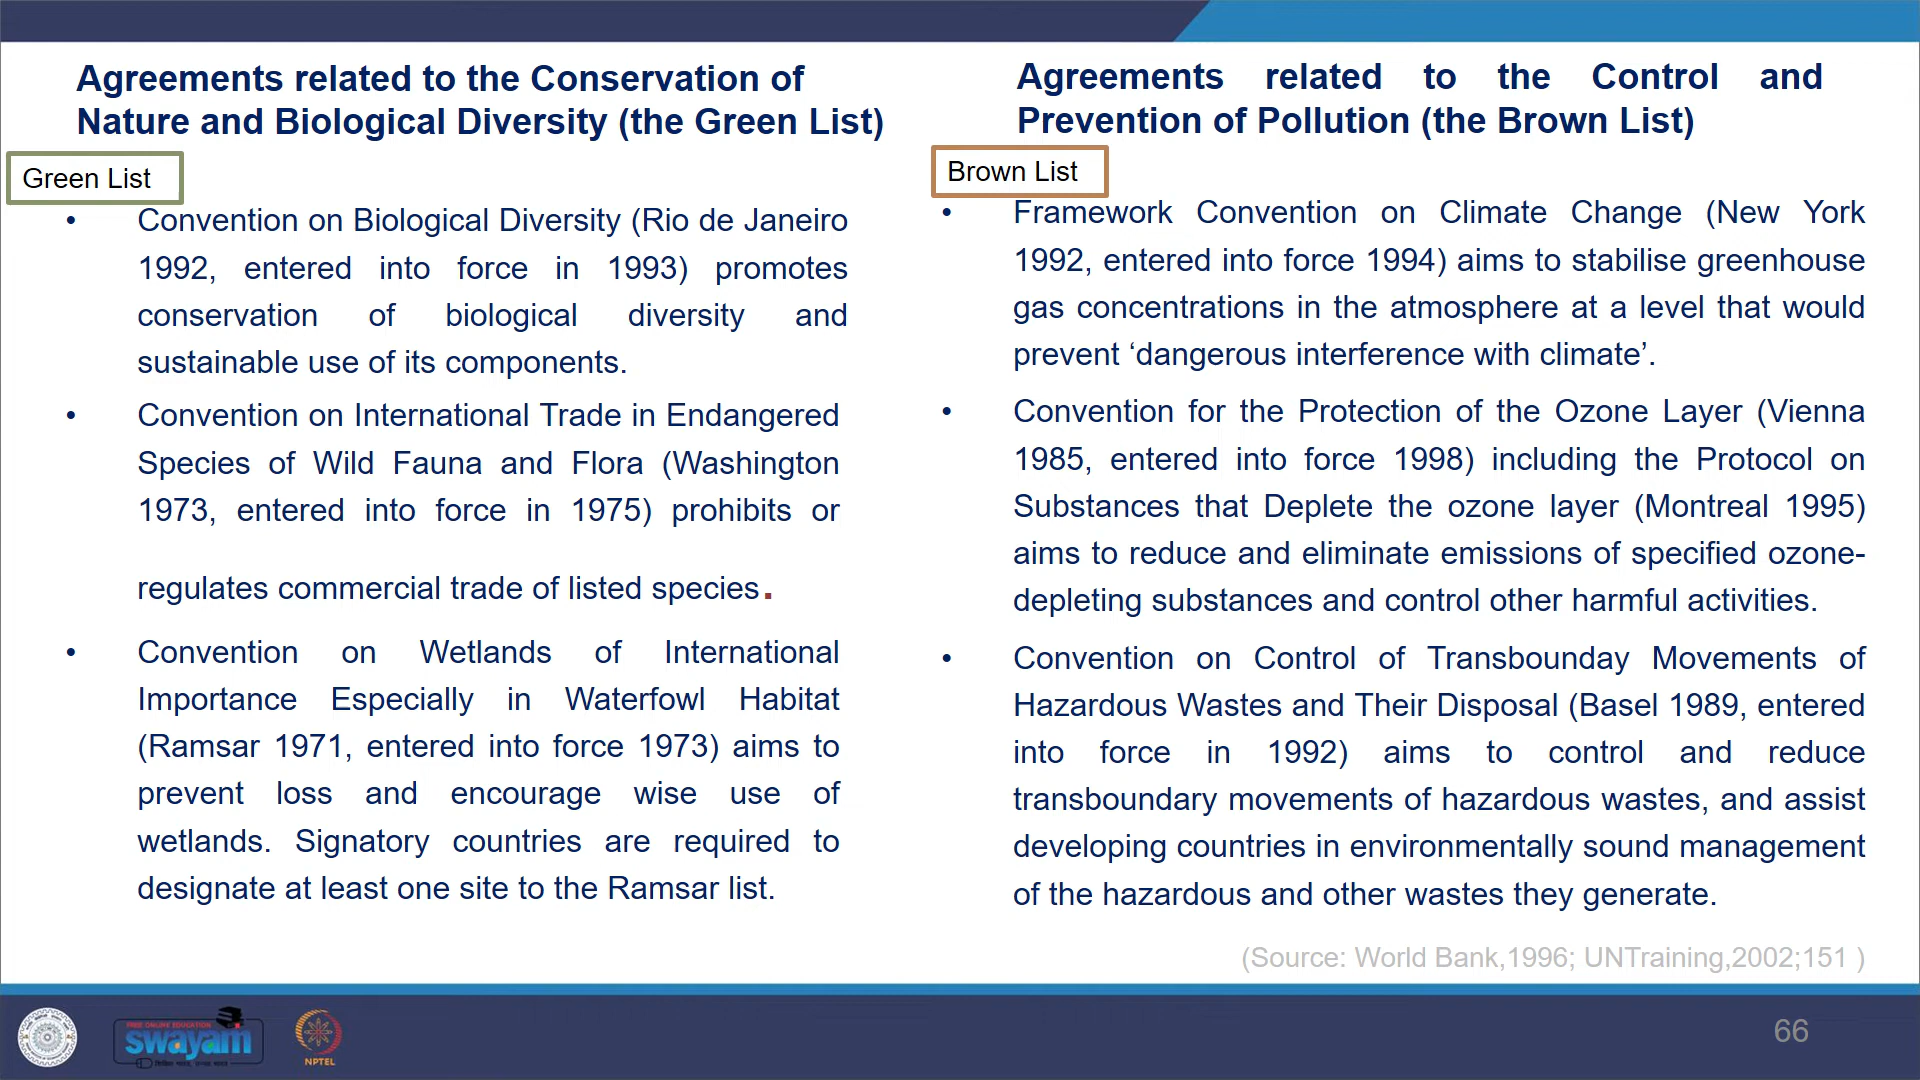 Agreements related to the Conservation of
Nature and Biological Diversity (the Green List)
Green List
• Convention on Biological Diversity (Rio de Janeiro
1992, entered into force in 1993) promotes
conservation of biological diversity and
sustainable use of its components.
• Convention on International Trade in Endangered
Species of Wild Fauna and Flora (Washington
1973, entered into force in 1975) prohibits or
regulates commercial trade of listed species.
• Convention on Wetlands of International
Importance Especially in Waterfowl Habitat
(Ramsar 1971, entered into force 1973) aims to
prevent loss and encourage wise use of
wetlands. Signatory countries are required to
designate at least one site to the Ramsar list.
Agreements related to the Control and
Prevention of Pollution (the Brown List)
Brown List
• Framework Convention on Climate Change (New York
1992, entered into force 1994) aims to stabilise greenhouse
gas concentrations in the atmosphere at a level that would
prevent ‘dangerous interference with climate’.
• Convention for the Protection of the Ozone Layer (Vienna
1985, entered into force 1998) including the Protocol on
Substances that Deplete the ozone layer (Montreal 1995)
aims to reduce and eliminate emissions of specified ozone-
depleting substances and control other harmful activities.
• Convention on Control of Transbounday Movements of
Hazardous Wastes and Their Disposal (Basel 1989, entered
into force in 1992) aims to control and reduce
transboundary movements of hazardous wastes, and assist
developing countries in environmentally sound management
of the hazardous and other wastes they generate.
(Source: World Bank,1996; UNTraining,2002;151 )
FREE ONLINE EDUCATION
swayam
NPTEL
66